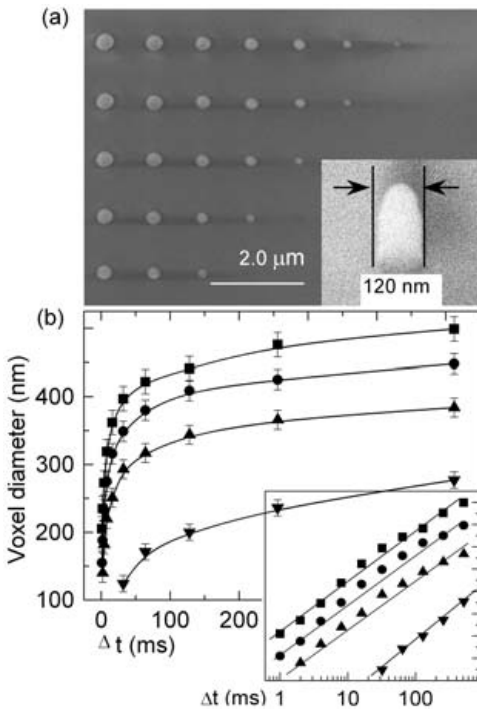 (a)
2.0 μm
120 nm
(b)
Voxel diameter (nm)
400
300
200
100
0 100 200
Δ t (ms)
1 10 100
Δt (ms)